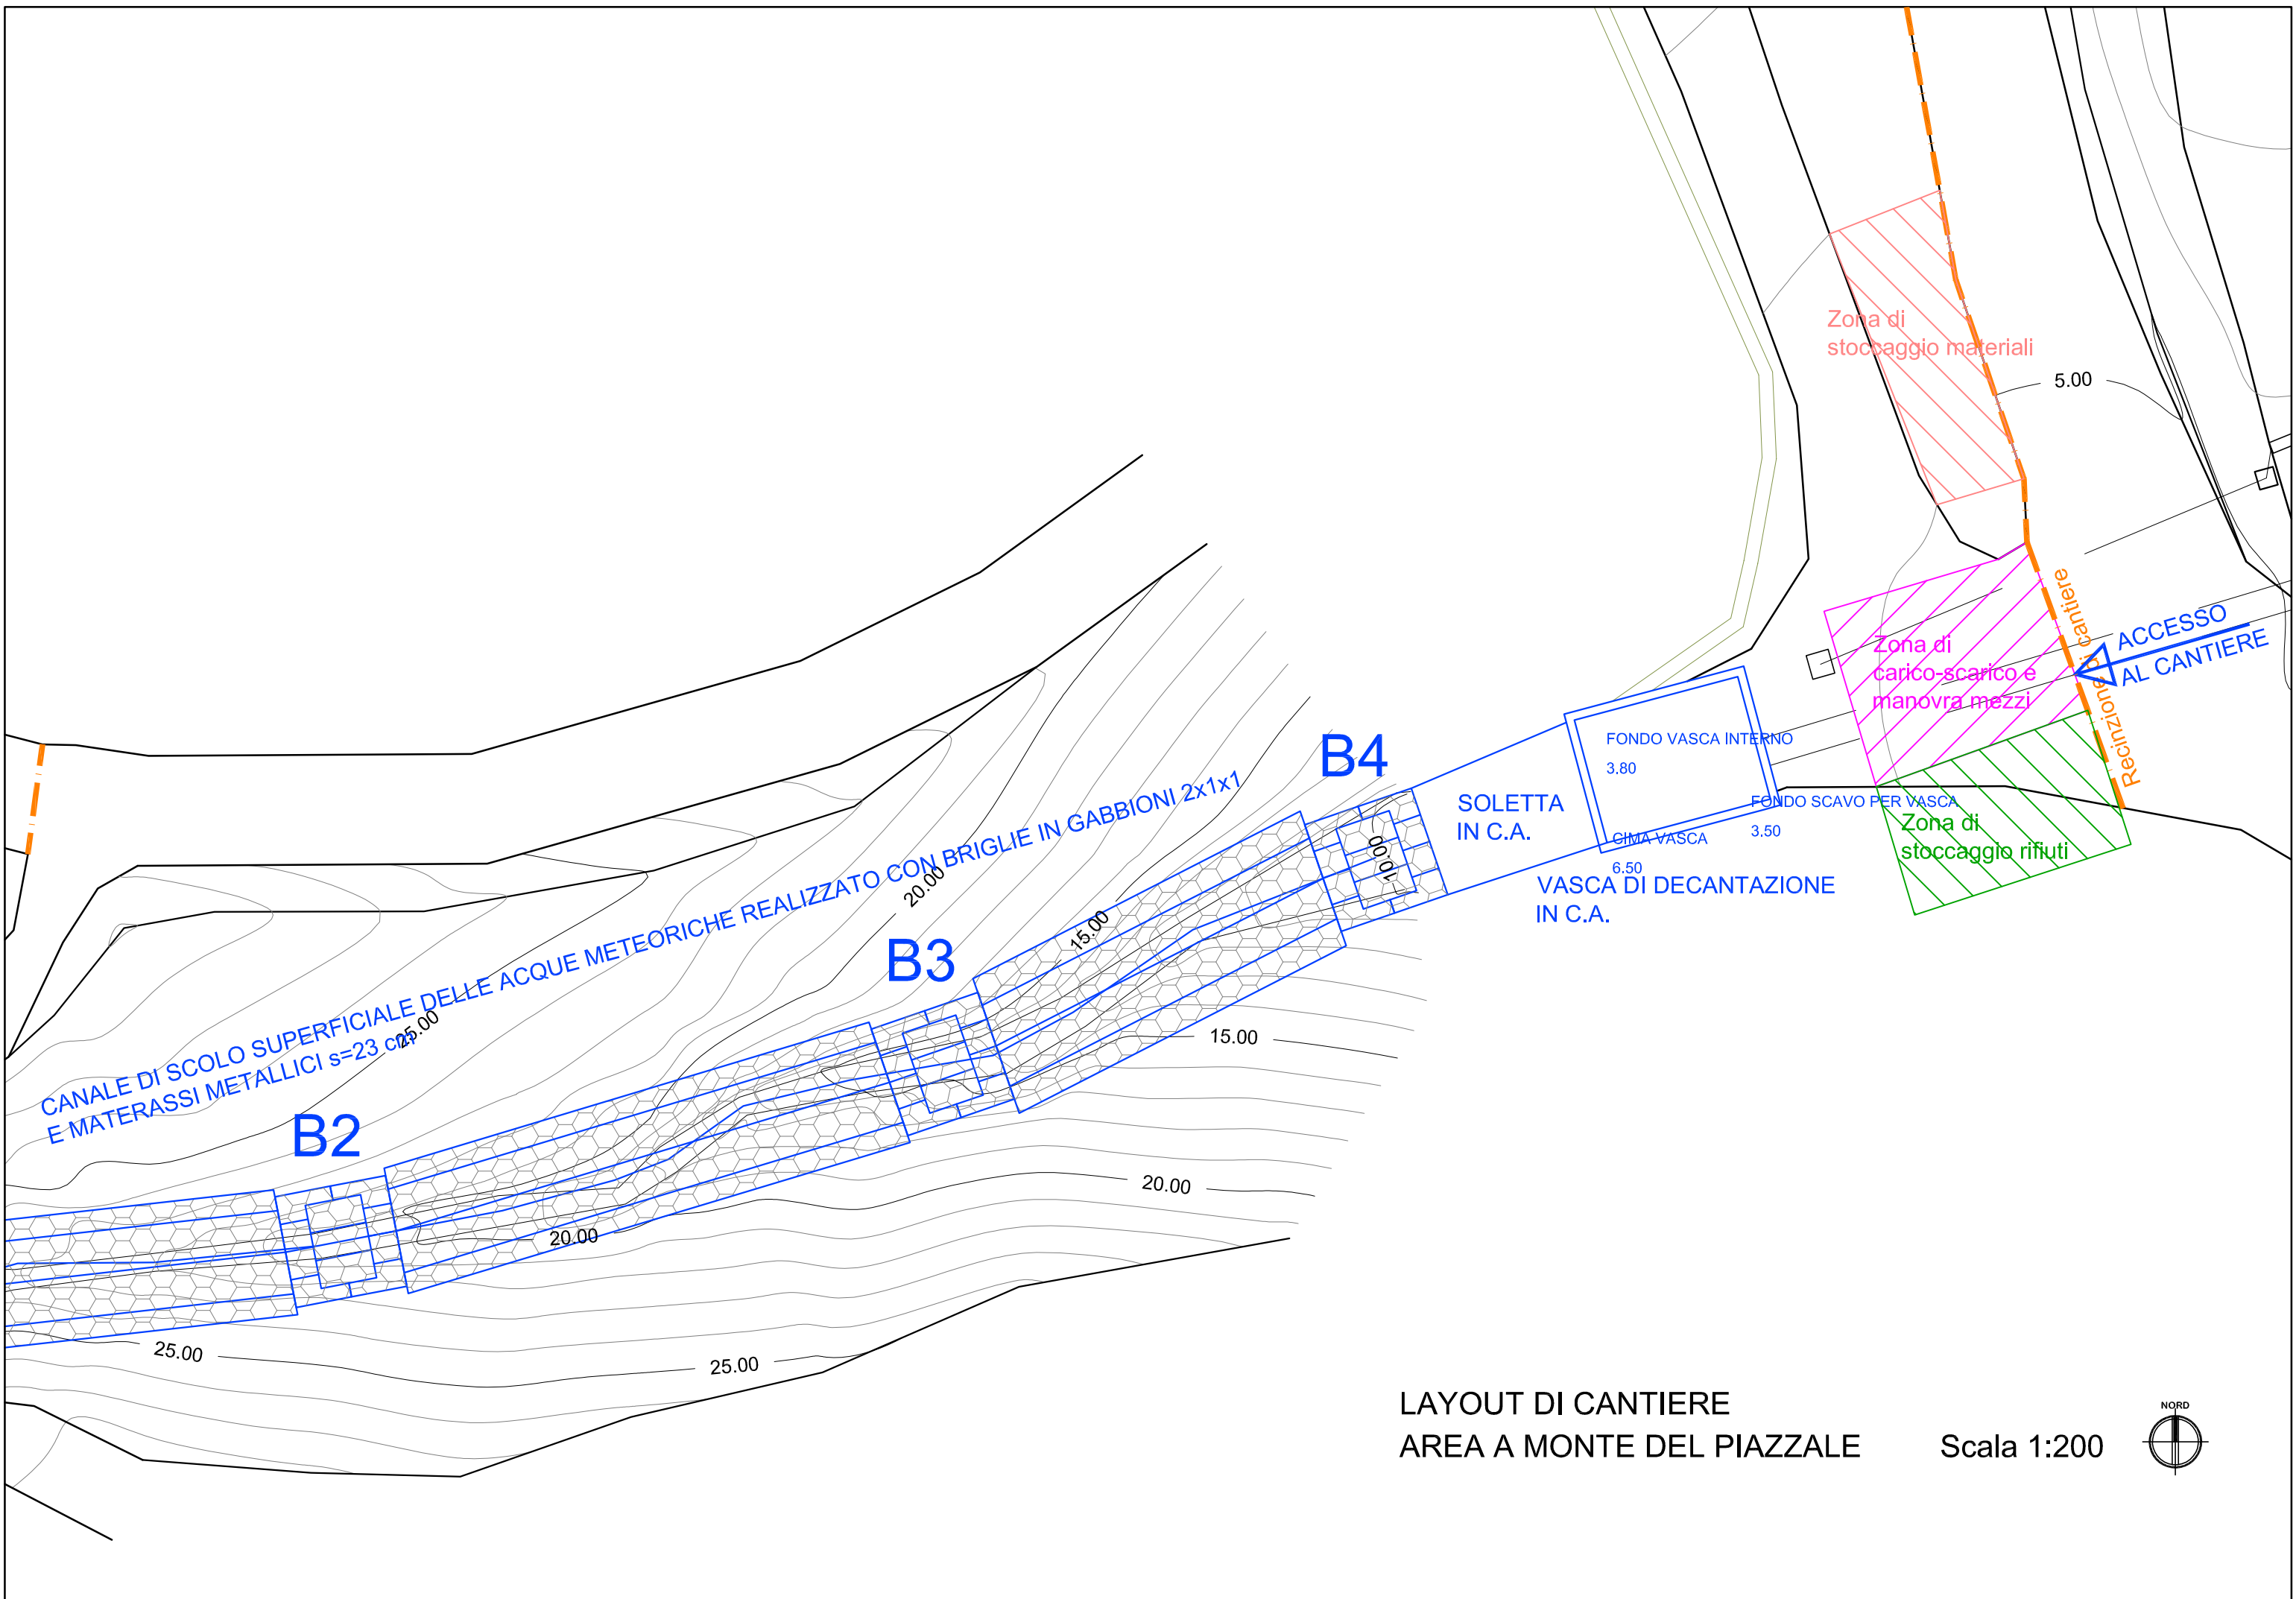 Zona di
stoccaggio materiali
5.00
Recinzione di cantiere
ACCESSO
AL CANTIERE
Zona di
carico-scarico e
manovra mezzi
B4
FONDO VASCA INTERNO
3.80
FONDO SCAVO PER VASCA
3.50
SOLETTA
IN C.A.
CIMA VASCA
6.50
Zona di
stoccaggio rifiuti
VASCA DI DECANTAZIONE
IN C.A.
10.00
CANALE DI SCOLO SUPERFICIALE DELLE ACQUE METEORICHE REALIZZATO CON BRIGLIE IN GABBIONI 2x1x1
E MATERASSI METALLICI s=23 cm
20.00
15.00
B3
25.00
15.00
B2
20.00
20.00
25.00
25.00
LAYOUT DI CANTIERE
AREA A MONTE DEL PIAZZALE
Scala 1:200
NORD